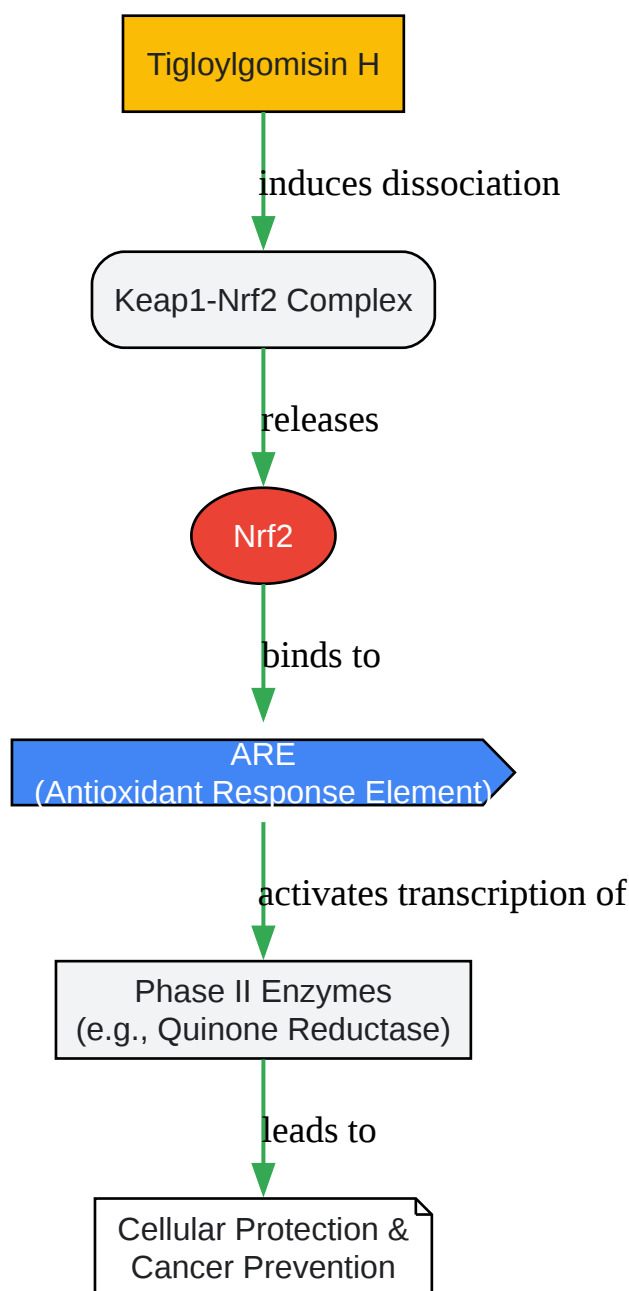 Tigloylgomisin H
induces dissociation
Keap1-Nrf2 Complex
releases
Nrf2
binds to
ARE
(Antioxidant Response Element)
activates transcription of
Phase II Enzymes
(e.g., Quinone Reductase)
leads to
Cellular Protection &
Cancer Prevention